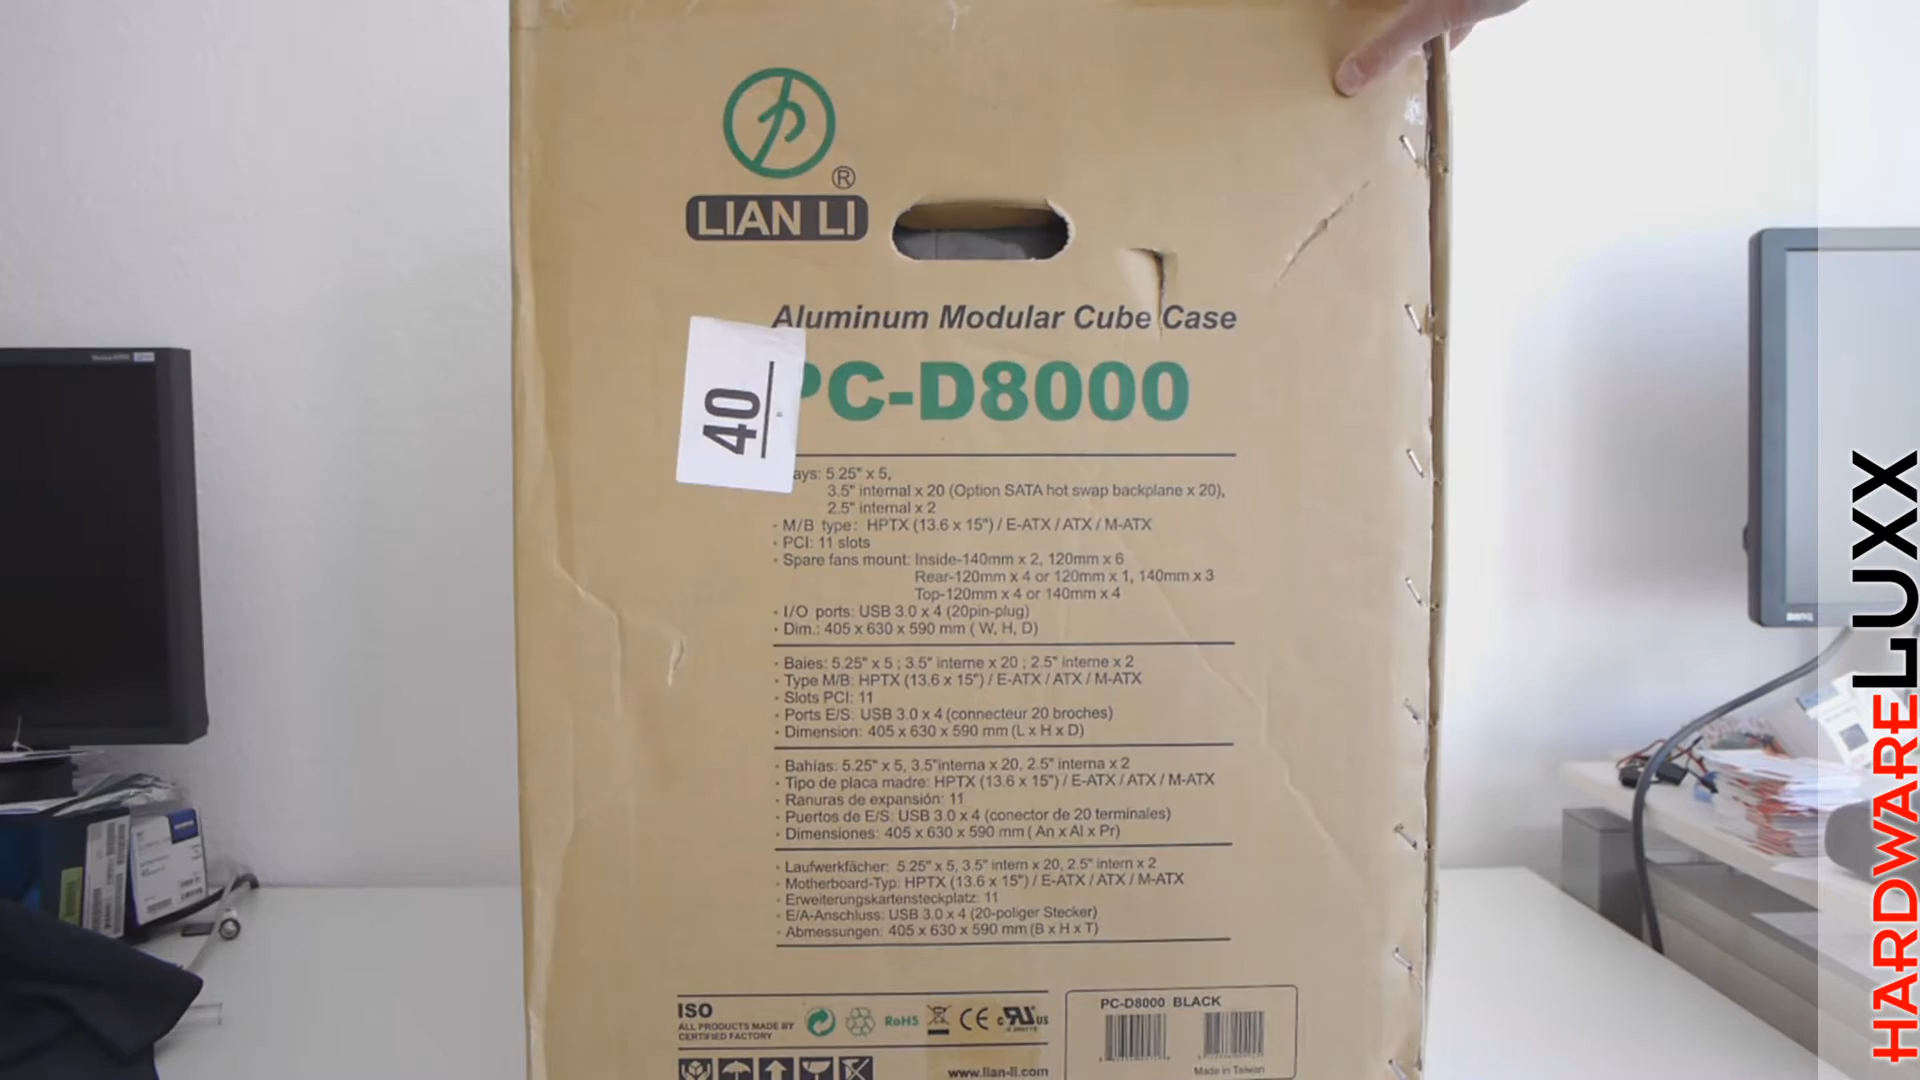 ®
LIAN LI
Aluminum Modular Cube Case
PC-D8000
40
ays: 5.25" x 5,
3.5" internal x 20 (Option SATA hot swap backplane x 20),
2.5" internal x 2
· M/B type: HPTX (13.6 x 15") / E-ATX / ATX / M-ATX
· PCI: 11 slots
· Spare fans mount: Inside-140mm x 2, 120mm x 6
Rear-120mm x 4 or 120mm x 1, 140mm x 3
Top-120mm x 4 or 140mm x 4
· I/O ports: USB 3.0 x 4 (20pin-plug)
· Dim.: 405 x 630 x 590 mm ( W, H, D)
· Baies: 5.25" x 5 ; 3.5" interne x 20 ; 2.5" interne x 2
· Type M/B: HPTX (13.6 x 15") / E-ATX / ATX / M-ATX
· Slots PCI: 11
· Ports E/S: USB 3.0 x 4 (connecteur 20 broches)
· Dimension: 405 x 630 x 590 mm (L x H x D)
· Bahías: 5.25" x 5, 3.5"interna x 20, 2.5" interna x 2
· Tipo de placa madre: HPTX (13.6 x 15") / E-ATX / ATX / M-ATX
· Ranuras de expansión: 11
· Puertos de E/S: USB 3.0 x 4 (conector de 20 terminales)
· Dimensiones: 405 x 630 x 590 mm ( An x Al x Pr)
· Laufwerkfächer: 5.25" x 5, 3.5" intern x 20, 2.5" intern x 2
· Motherboard-Typ: HPTX (13.6 x 15") / E-ATX / ATX / M-ATX
· Erweiterungskartensteckplatz: 11
· E/A-Anschluss: USB 3.0 x 4 (20-poliger Stecker)
· Abmessungen: 405 x 630 x 590 mm (B x H x T)
ISO
ALL PRODUCTS MADE BY
CERTIFIED FACTORY
RoHS
CE
c RU US
www.lian-li.com
PC-D8000 BLACK
Made in Taiwan
BenQ
HARDWARELUXX